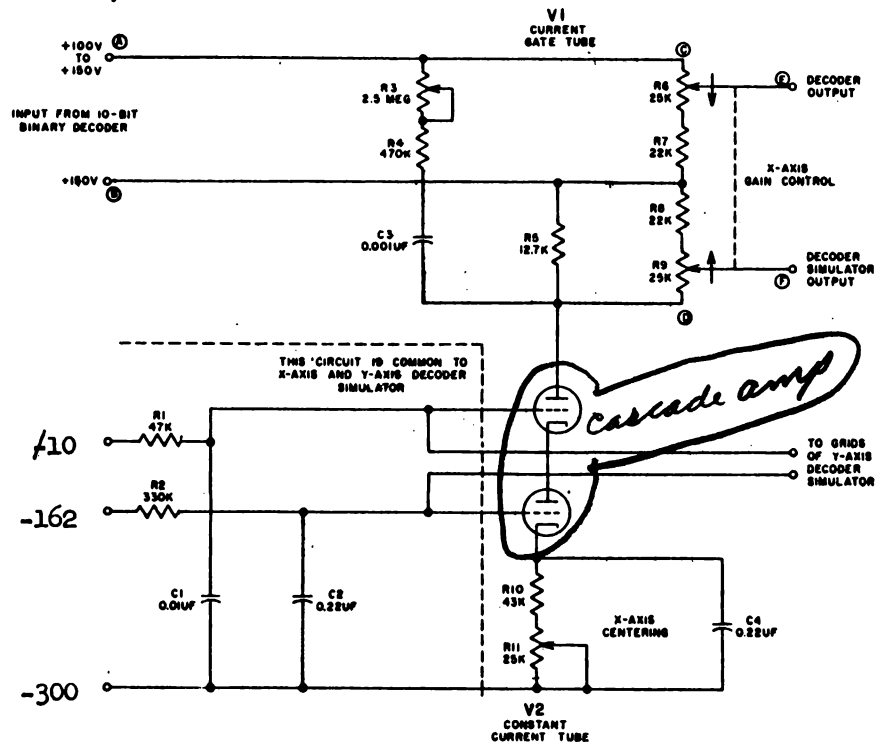 V1
CURRENT
GATE TUBE
+100V
TO
+150V
A
C
R3
2.5 MEG
R6
25K
E
DECODER
OUTPUT
INPUT FROM 10-BIT
BINARY DECODER
R4
470K
R7
22K
X-AXIS
GAIN CONTROL
+150V
B
C3
0.001UF
R5
12.7K
R8
22K
R9
25K
DECODER
SIMULATOR
OUTPUT
F
D
THIS CIRCUIT IS COMMON TO
X-AXIS AND Y-AXIS DECODER
SIMULATOR
cascade amp
R1
47K
-10
TO GRIDS
OF Y-AXIS
DECODER
SIMULATOR
R2
330K
-162
C1
0.01UF
C2
0.22UF
R10
43K
X-AXIS
CENTERING
C4
0.22UF
R11
25K
-300
V2
CONSTANT
CURRENT TUBE